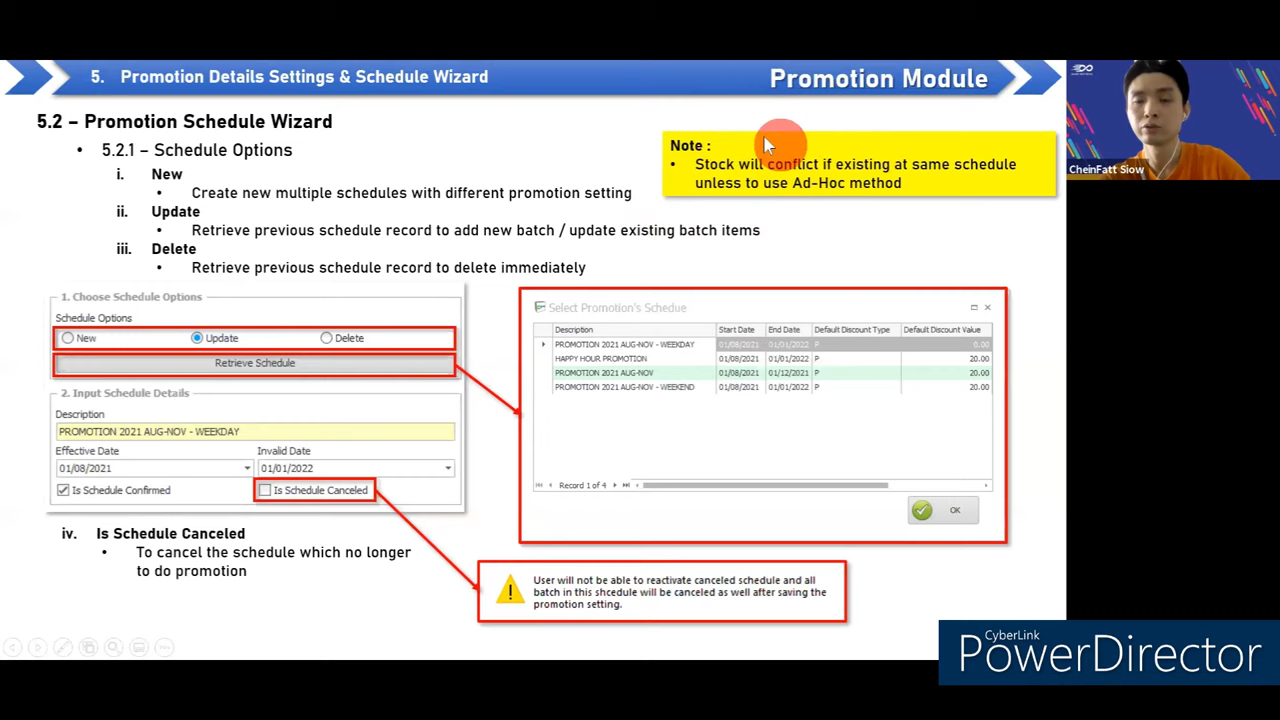 5. Promotion Details Settings & Schedule Wizard
Promotion Module
5.2 – Promotion Schedule Wizard
• 5.2.1 – Schedule Options
i. New
• Create new multiple schedules with different promotion setting
ii. Update
• Retrieve previous schedule record to add new batch / update existing batch items
iii. Delete
• Retrieve previous schedule record to delete immediately
Note :
• Stock will conflict if existing at same schedule
unless to use Ad-Hoc method
CheinFatt Siow
1. Choose Schedule Options
Schedule Options
New Update Delete
Retrieve Schedule
2. Input Schedule Details
Description
PROMOTION 2021 AUG-NOV - WEEKDAY
Effective Date Invalid Date
01/08/2021 01/01/2022
Is Schedule Confirmed Is Schedule Canceled
Select Promotion's Schedue
Description Start Date End Date Default Discount Type Default Discount Value
PROMOTION 2021 AUG-NOV - WEEKDAY 01/08/2021 01/01/2022 P 0.00
HAPPY HOUR PROMOTION 01/08/2021 01/01/2022 P 20.00
PROMOTION 2021 AUG-NOV 01/08/2021 01/12/2021 P 20.00
PROMOTION 2021 AUG-NOV - WEEKEND 01/08/2021 01/01/2022 P 20.00
Record 1 of 4
OK
iv. Is Schedule Canceled
• To cancel the schedule which no longer
to do promotion
User will not be able to reactivate canceled schedule and all
batch in this shcedule will be canceled as well after saving the
promotion setting.
CyberLink
PowerDirector